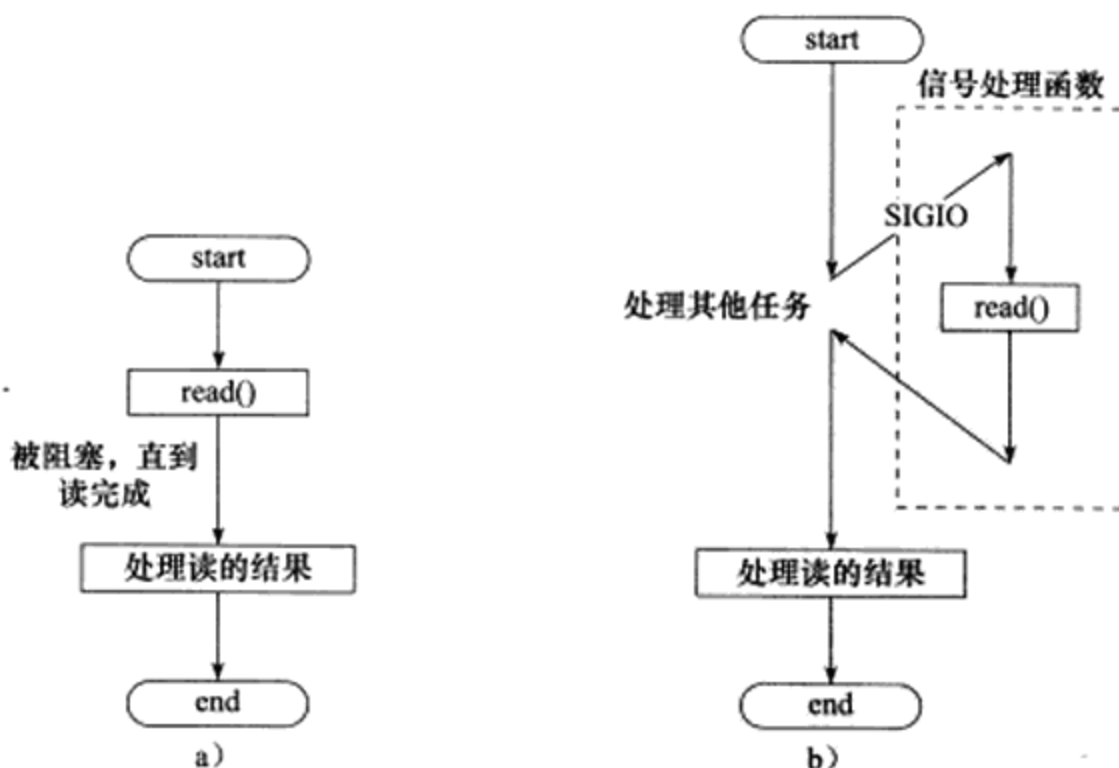 start
read()
被阻塞，直到
读完成
处理读的结果
end
a）
start
信号处理函数
SIGIO
处理其他任务
read()
处理读的结果
end
b）